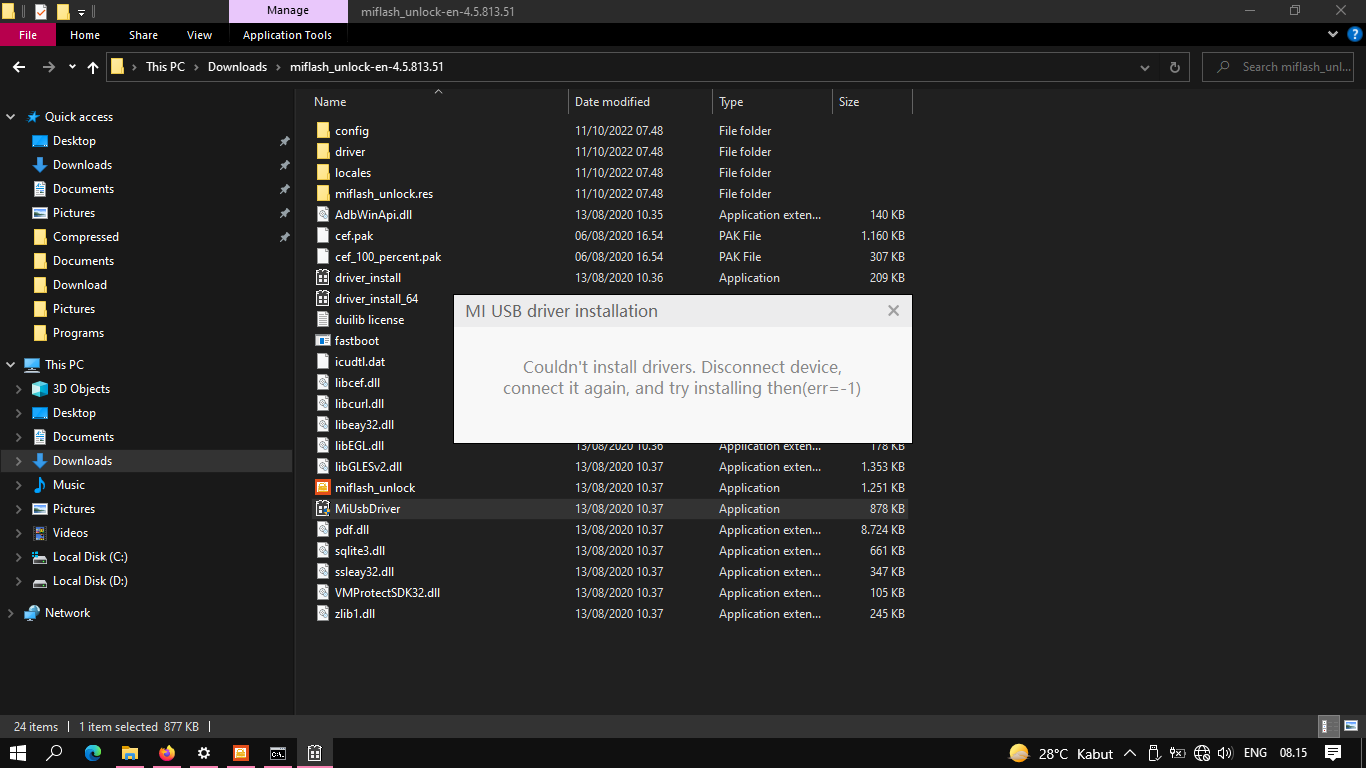 Manage miflash_unlock-en-4.5.813.51
File Home Share View Application Tools
This PC Downloads miflash_unlock-en-4.5.813.51 Search miflash_unl...
Quick access
Desktop
Downloads
Documents
Pictures
Compressed
Documents
Download
Pictures
Programs
This PC
3D Objects
Desktop
Documents
Downloads
Music
Pictures
Videos
Local Disk (C:)
Local Disk (D:)
Network
Name Date modified Type Size
config 11/10/2022 07.48 File folder
driver 11/10/2022 07.48 File folder
locales 11/10/2022 07.48 File folder
miflash_unlock.res 11/10/2022 07.48 File folder
AdbWinApi.dll 13/08/2020 10.35 Application exten... 140 KB
cef.pak 06/08/2020 16.54 PAK File 1.160 KB
cef_100_percent.pak 06/08/2020 16.54 PAK File 307 KB
driver_install 13/08/2020 10.36 Application 209 KB
driver_install_64
duilib license
fastboot
icudtl.dat
libcef.dll
libcurl.dll
libeay32.dll
libEGL.dll 13/08/2020 10.36 Application exten... 178 KB
libGLESv2.dll 13/08/2020 10.37 Application exten... 1.353 KB
miflash_unlock 13/08/2020 10.37 Application 1.251 KB
MiUsbDriver 13/08/2020 10.37 Application 878 KB
pdf.dll 13/08/2020 10.37 Application exten... 8.724 KB
sqlite3.dll 13/08/2020 10.37 Application exten... 661 KB
ssleay32.dll 13/08/2020 10.37 Application exten... 347 KB
VMProtectSDK32.dll 13/08/2020 10.37 Application exten... 105 KB
zlib1.dll 13/08/2020 10.37 Application exten... 245 KB
MI USB driver installation
Couldn't install drivers. Disconnect device,
connect it again, and try installing then(err=-1)
24 items 1 item selected 877 KB
28°C Kabut ENG 08.15